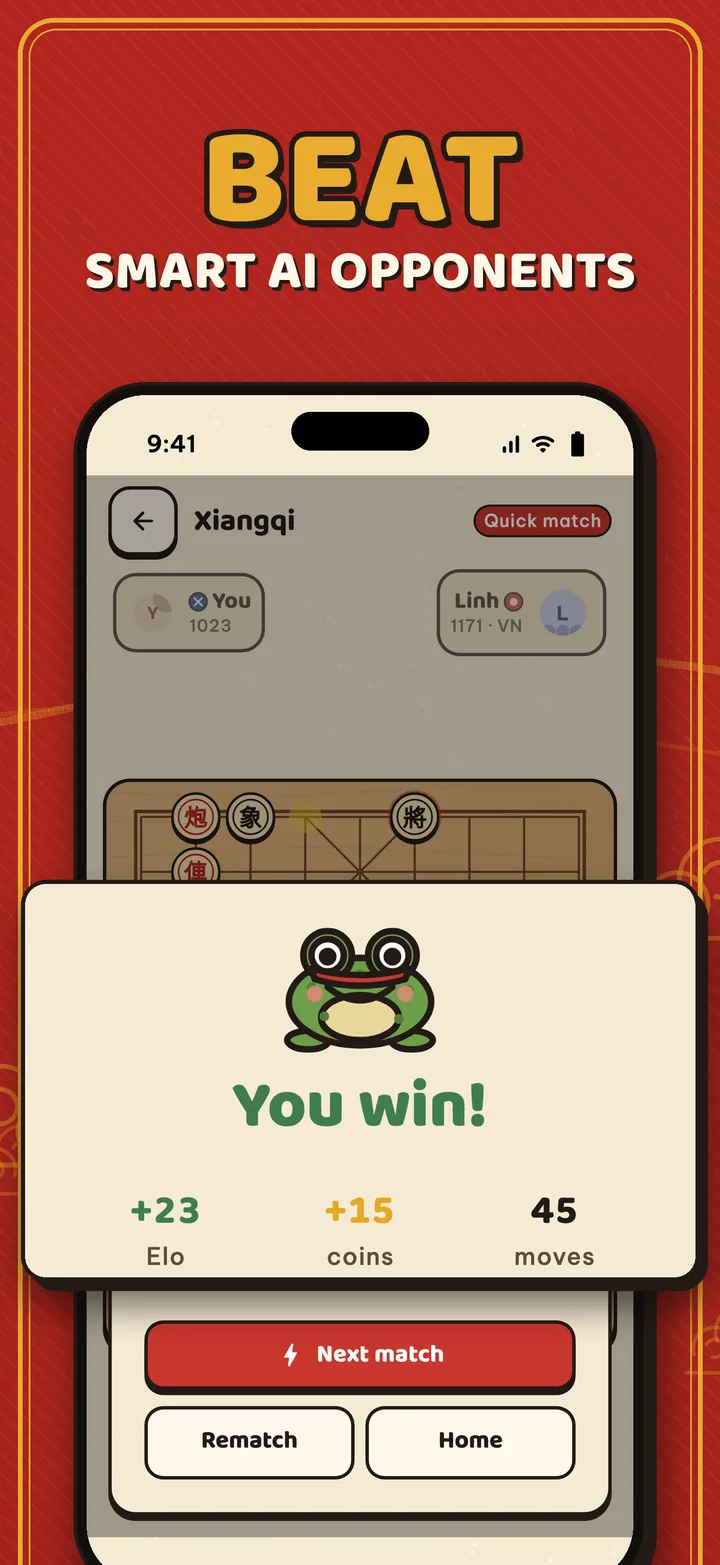 BEAT
SMART AI OPPONENTS
9:41
Xiangqi
Quick match
Y
You
1023
Linh
1171 · VN
L
炮 象 將
俥
You win!
+23 +15 45
Elo coins moves
Next match
Rematch Home